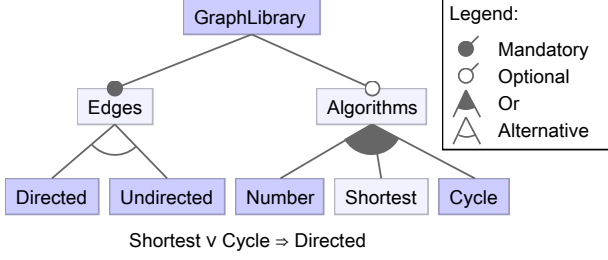 GraphLibrary
Legend:
Mandatory
Optional
Or
Alternative
Edges
Algorithms
Directed
Undirected
Number
Shortest
Cycle
Shortest ∨ Cycle ⇒ Directed